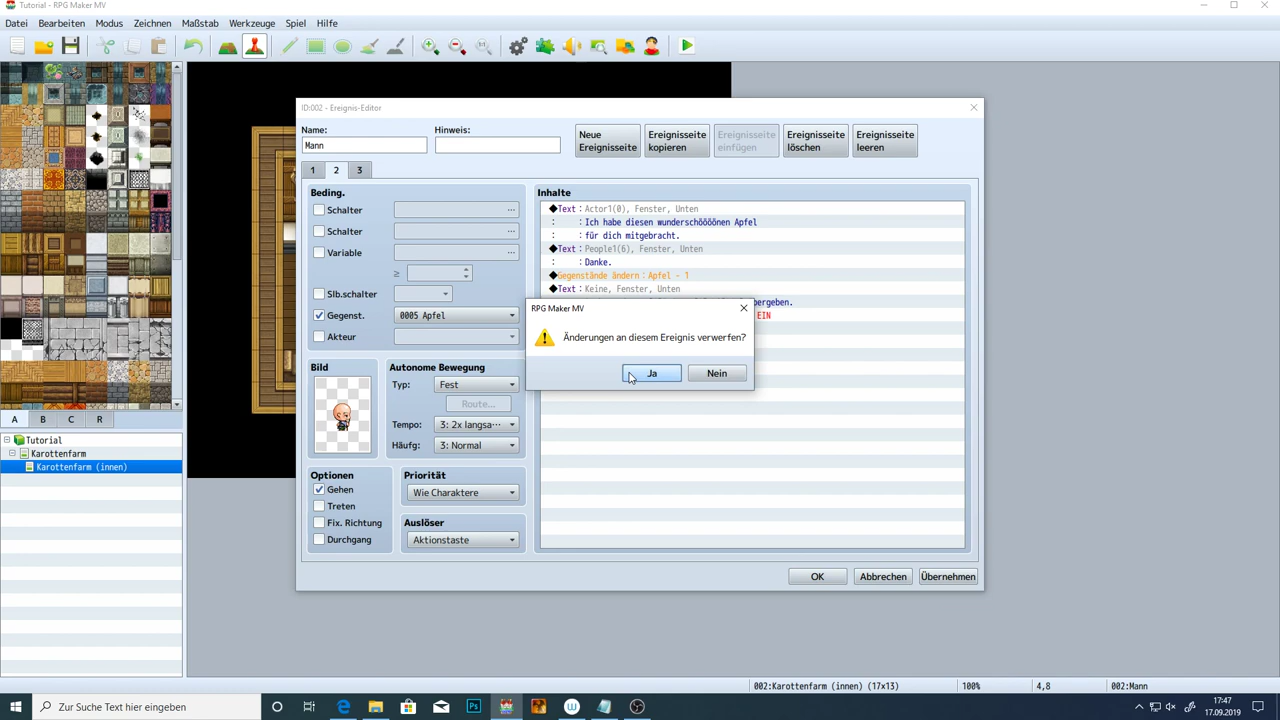 Tutorial - RPG Maker MV
Datei Bearbeiten Modus Zeichnen Maßstab Werkzeuge Spiel Hilfe
ID:002 - Ereignis-Editor
Name: Hinweis:
Mann
Neue Ereignisseite
Ereignisseite kopieren
Ereignisseite einfügen
Ereignisseite löschen
Ereignisseite leeren
1 2 3
Beding.
Schalter ...
Schalter ...
Variable ...
≥
Slb.schalter
Gegenst. 0005 Apfel
Akteur
Bild
Autonome Bewegung
Typ: Fest
Route...
Tempo: 3: 2x langsa···
Häufg: 3: Normal
Optionen
Gehen
Treten
Fix. Richtung
Durchgang
Priorität
Wie Charaktere
Auslöser
Aktionstaste
Inhalte
◆Text：Actor1(0), Fenster, Unten
：Ich habe diesen wunderschöööönen Apfel
：für dich mitgebracht.
◆Text：People1(6), Fenster, Unten
：Danke.
◆Gegenstände ändern：Apfel - 1
◆Text：Keine, Fenster, Unten
bergeben.
EIN
RPG Maker MV
Änderungen an diesem Ereignis verwerfen?
Ja Nein
OK Abbrechen Übernehmen
A B C R
Tutorial
Karottenfarm
Karottenfarm (innen)
002:Karottenfarm (innen) (17x13) 100% 4,8 002:Mann
Zur Suche Text hier eingeben
17:47
17.09.2019